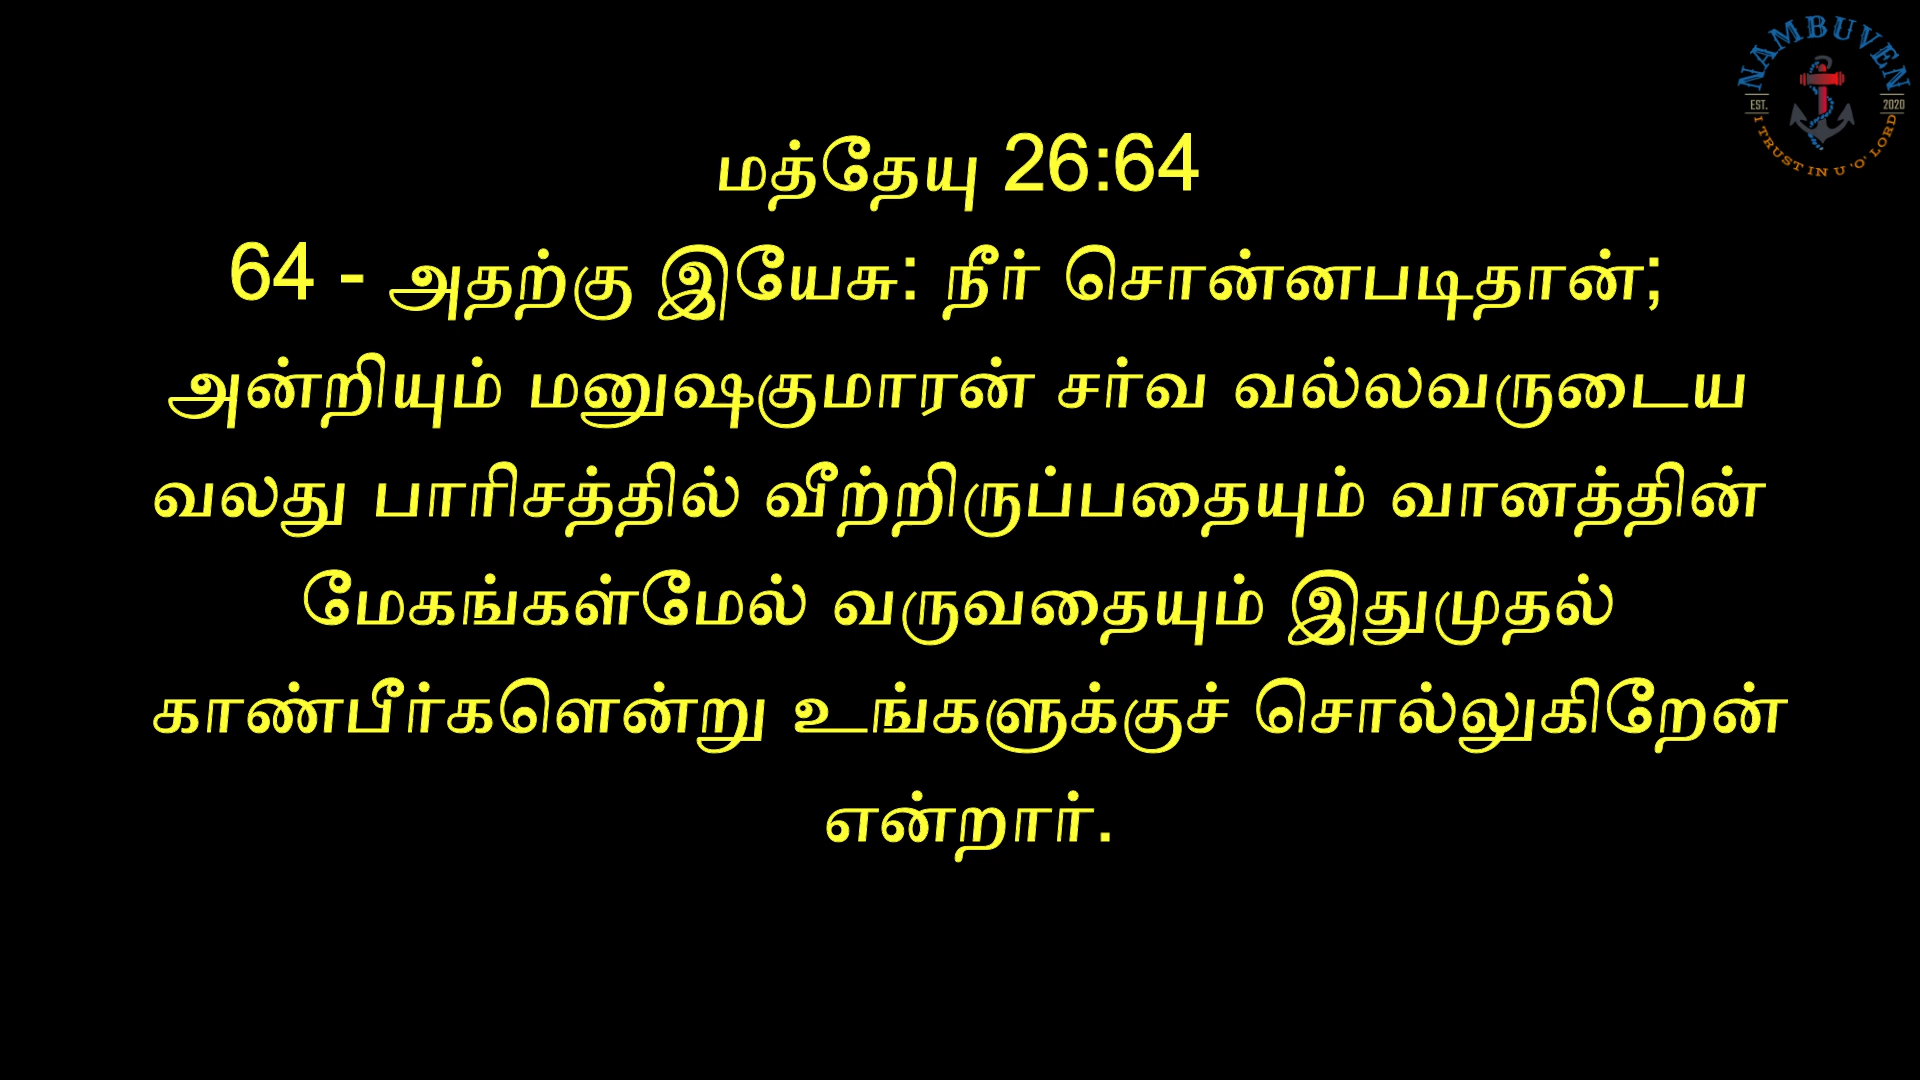 NAMBUVEN
EST. 2020
I TRUST IN U 'O' LORD
மத்தேயு 26:64
64 - அதற்கு இயேசு: நீர் சொன்னபடிதான்;
அன்றியும் மனுஷகுமாரன் சர்வ வல்லவருடைய
வலது பாரிசத்தில் வீற்றிருப்பதையும் வானத்தின்
மேகங்கள்மேல் வருவதையும் இதுமுதல்
காண்பீர்களென்று உங்களுக்குச் சொல்லுகிறேன்
என்றார்.